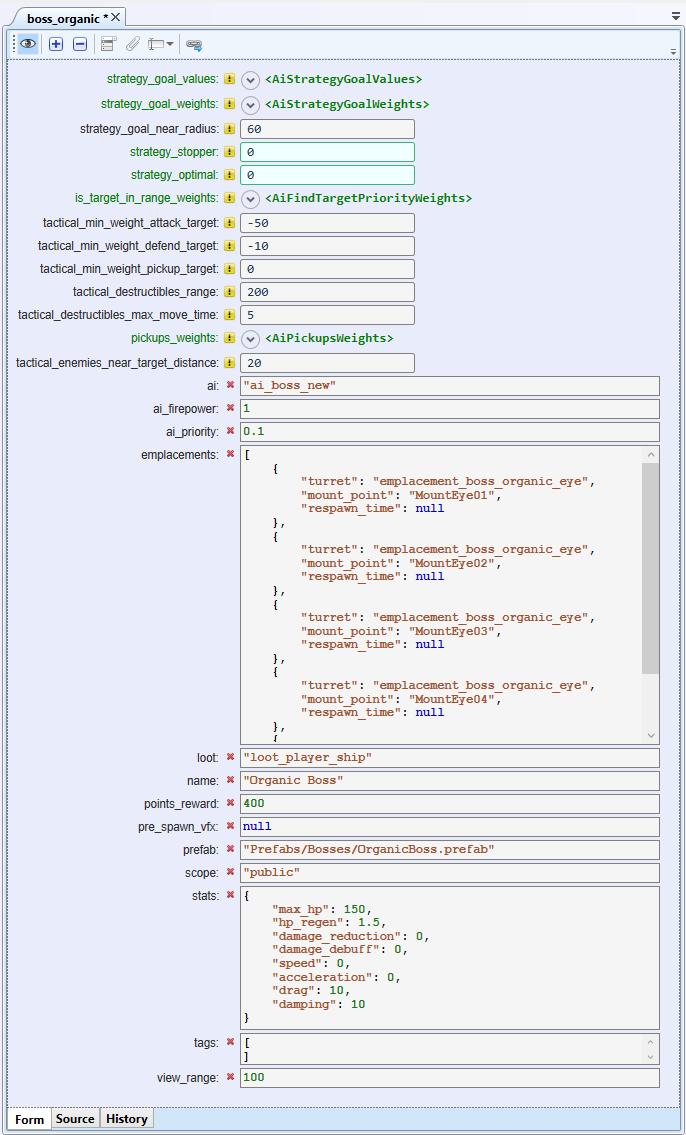 boss_organic *
strategy_goal_values: <AiStrategyGoalValues>
strategy_goal_weights: <AiStrategyGoalWeights>
strategy_goal_near_radius: 60
strategy_stopper: 0
strategy_optimal: 0
is_target_in_range_weights: <AiFindTargetPriorityWeights>
tactical_min_weight_attack_target: -50
tactical_min_weight_defend_target: -10
tactical_min_weight_pickup_target: 0
tactical_destructibles_range: 200
tactical_destructibles_max_move_time: 5
pickups_weights: <AiPickupsWeights>
tactical_enemies_near_target_distance: 20
ai: "ai_boss_new"
ai_firepower: 1
ai_priority: 0.1
emplacements: [
{
"turret": "emplacement_boss_organic_eye",
"mount_point": "MountEye01",
"respawn_time": null
},
{
"turret": "emplacement_boss_organic_eye",
"mount_point": "MountEye02",
"respawn_time": null
},
{
"turret": "emplacement_boss_organic_eye",
"mount_point": "MountEye03",
"respawn_time": null
},
{
"turret": "emplacement_boss_organic_eye",
"mount_point": "MountEye04",
"respawn_time": null
},
{
loot: "loot_player_ship"
name: "Organic Boss"
points_reward: 400
pre_spawn_vfx: null
prefab: "Prefabs/Bosses/OrganicBoss.prefab"
scope: "public"
stats: {
"max_hp": 150,
"hp_regen": 1.5,
"damage_reduction": 0,
"damage_debuff": 0,
"speed": 0,
"acceleration": 0,
"drag": 10,
"damping": 10
}
tags: [
]
view_range: 100
Form Source History